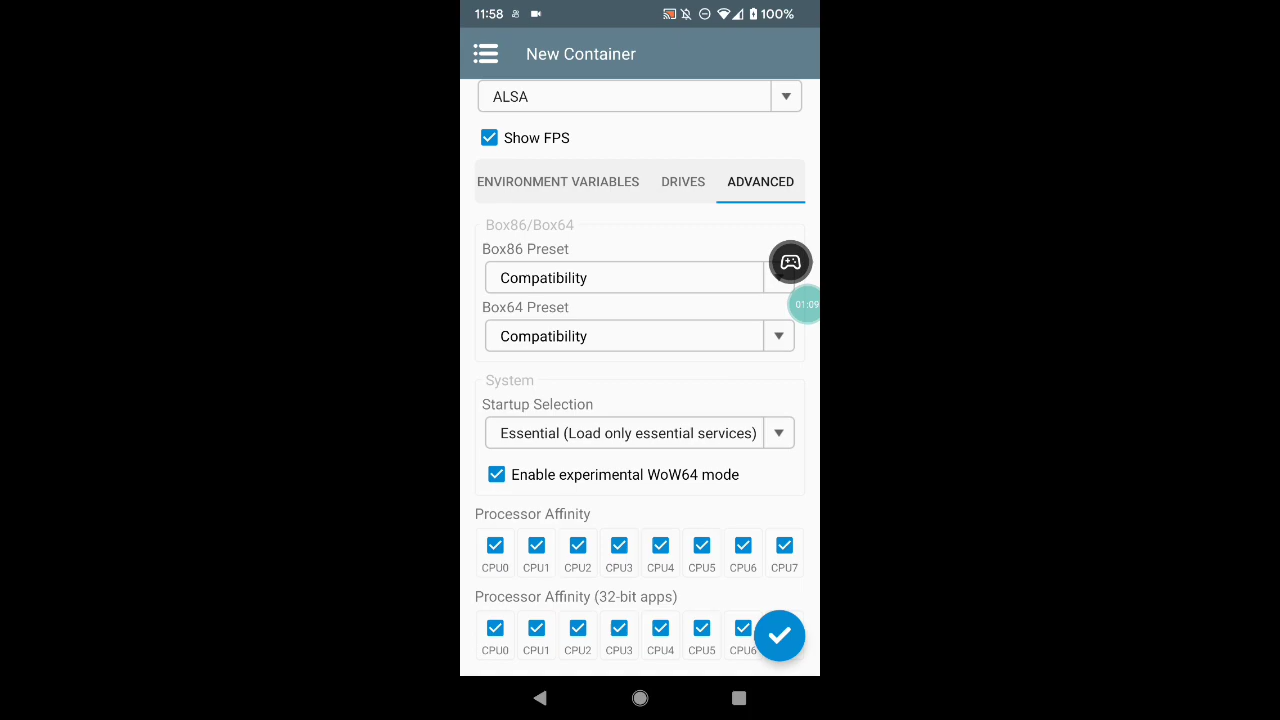 11:58
100%
New Container
ALSA
Show FPS
ENVIRONMENT VARIABLES DRIVES ADVANCED
Box86/Box64
Box86 Preset
Compatibility
01:09
Box64 Preset
Compatibility
System
Startup Selection
Essential (Load only essential services)
Enable experimental WoW64 mode
Processor Affinity
CPU0 CPU1 CPU2 CPU3 CPU4 CPU5 CPU6 CPU7
Processor Affinity (32-bit apps)
CPU0 CPU1 CPU2 CPU3 CPU4 CPU5 CPU6